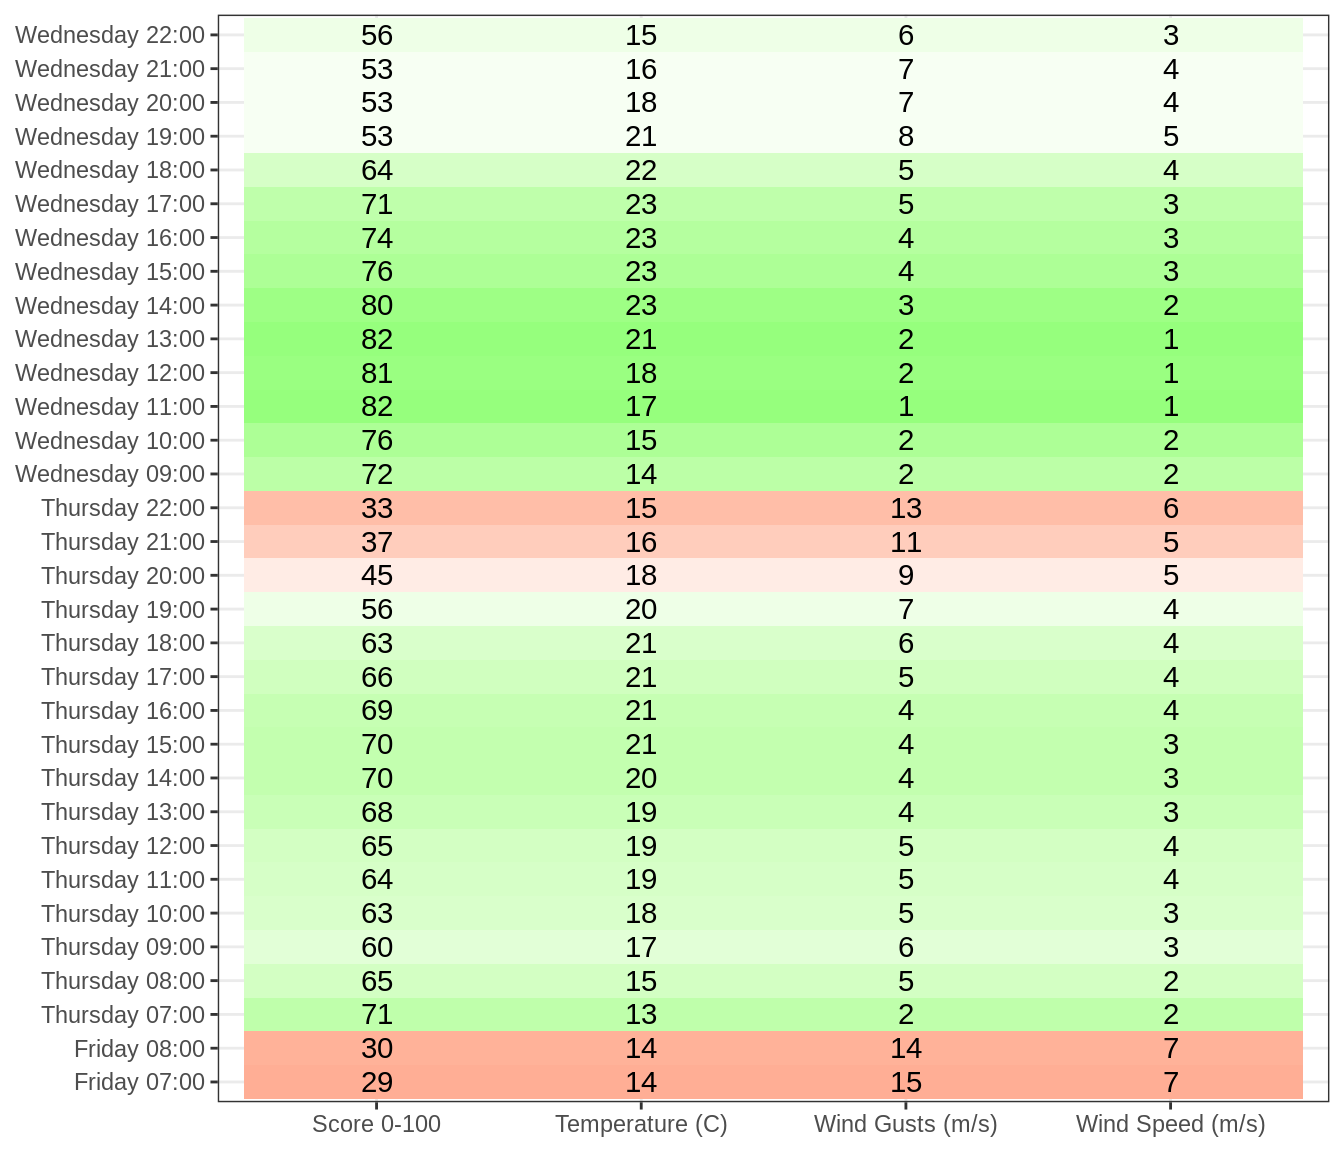 Wednesday 22:00 56 15 6 3
Wednesday 21:00 53 16 7 4
Wednesday 20:00 53 18 7 4
Wednesday 19:00 53 21 8 5
Wednesday 18:00 64 22 5 4
Wednesday 17:00 71 23 5 3
Wednesday 16:00 74 23 4 3
Wednesday 15:00 76 23 4 3
Wednesday 14:00 80 23 3 2
Wednesday 13:00 82 21 2 1
Wednesday 12:00 81 18 2 1
Wednesday 11:00 82 17 1 1
Wednesday 10:00 76 15 2 2
Wednesday 09:00 72 14 2 2
Thursday 22:00 33 15 13 6
Thursday 21:00 37 16 11 5
Thursday 20:00 45 18 9 5
Thursday 19:00 56 20 7 4
Thursday 18:00 63 21 6 4
Thursday 17:00 66 21 5 4
Thursday 16:00 69 21 4 4
Thursday 15:00 70 21 4 3
Thursday 14:00 70 20 4 3
Thursday 13:00 68 19 4 3
Thursday 12:00 65 19 5 4
Thursday 11:00 64 19 5 4
Thursday 10:00 63 18 5 3
Thursday 09:00 60 17 6 3
Thursday 08:00 65 15 5 2
Thursday 07:00 71 13 2 2
Friday 08:00 30 14 14 7
Friday 07:00 29 14 15 7
Score 0-100 Temperature (C) Wind Gusts (m/s) Wind Speed (m/s)